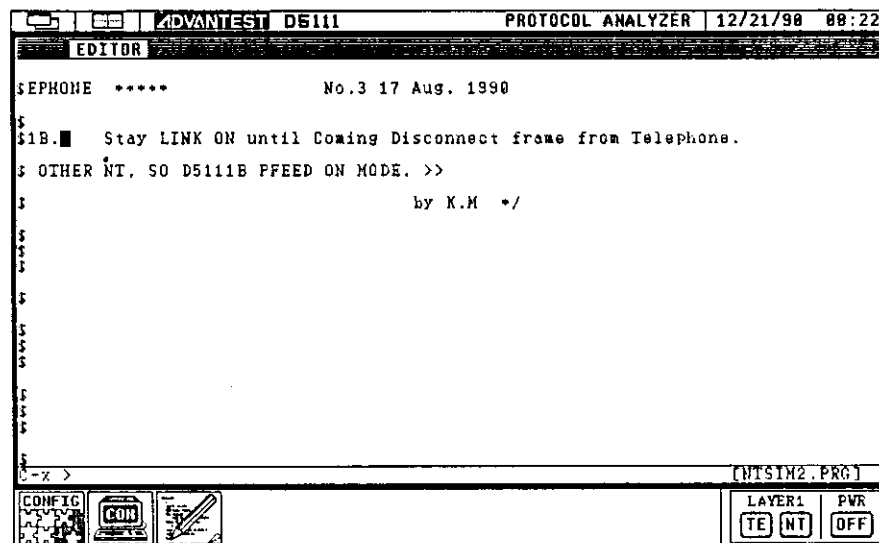 ADVANTEST D5111 PROTOCOL ANALYZER 12/21/90 08:22
EDITOR
$EPHONE ***** No.3 17 Aug. 1990
$
$1B. Stay LINK ON until Coming Disconnect frame from Telephone.
$ OTHER NT, SO D5111B PFEED ON MODE. >>
$ by K.M */
$
$
$
$
$
$
$
$
$
$
$
C-x > [NTSIM2.PRG]
CONFIG CON LAYER1 PWR
TE NT OFF